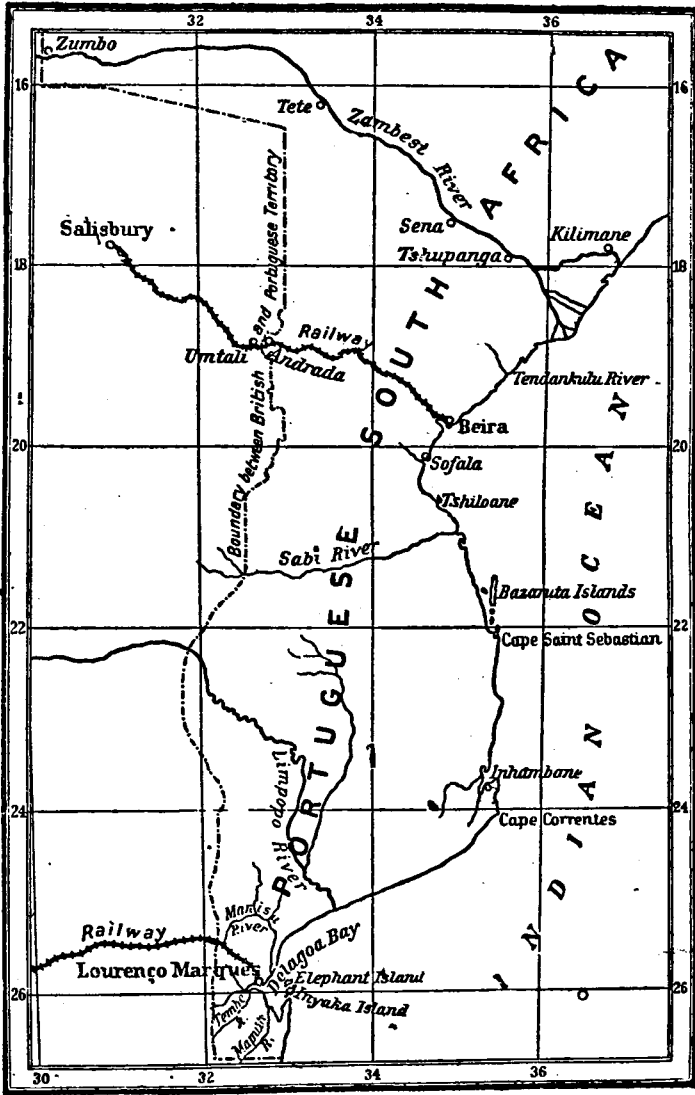 32 34 36
Zumbo
16 16
Tete
Zambest River
SOUTH AFRICA
Salisbury
Sena
Kilimane
Tshupanga
18 18
Boundary between British and Portuguese Territory
Railway
Umtali
Andrada
Tendankulu River
Beira
20 20
Sofala
Tshiloane
Sabi River
PORTUGUESE
INDIAN OCEAN
Bazaruta Islands
22 22
Cape Saint Sebastian
Limpopo River
Inhambane
24 24
Cape Correntes
Manisu River
Railway
Delagoa Bay
Lourenço Marques
Elephant Island
Inyaka Island
26 26
Tembe R.
Maputa R.
30 32 34 36